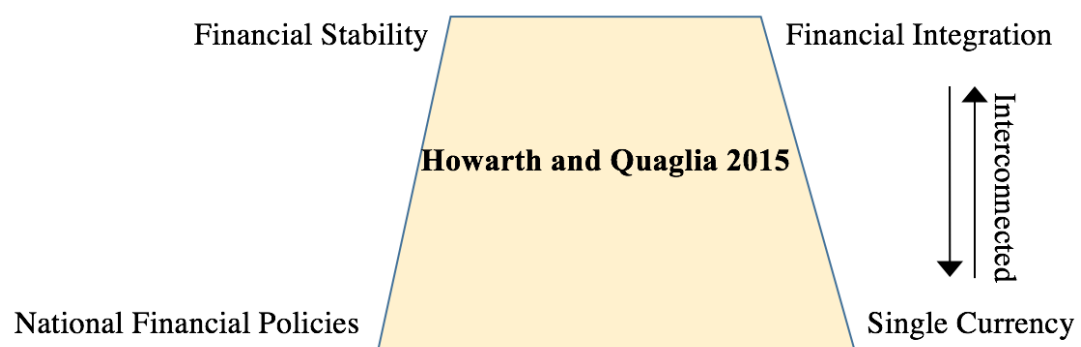 Financial Stability
Financial Integration
Interconnected
Howarth and Quaglia 2015
National Financial Policies
Single Currency